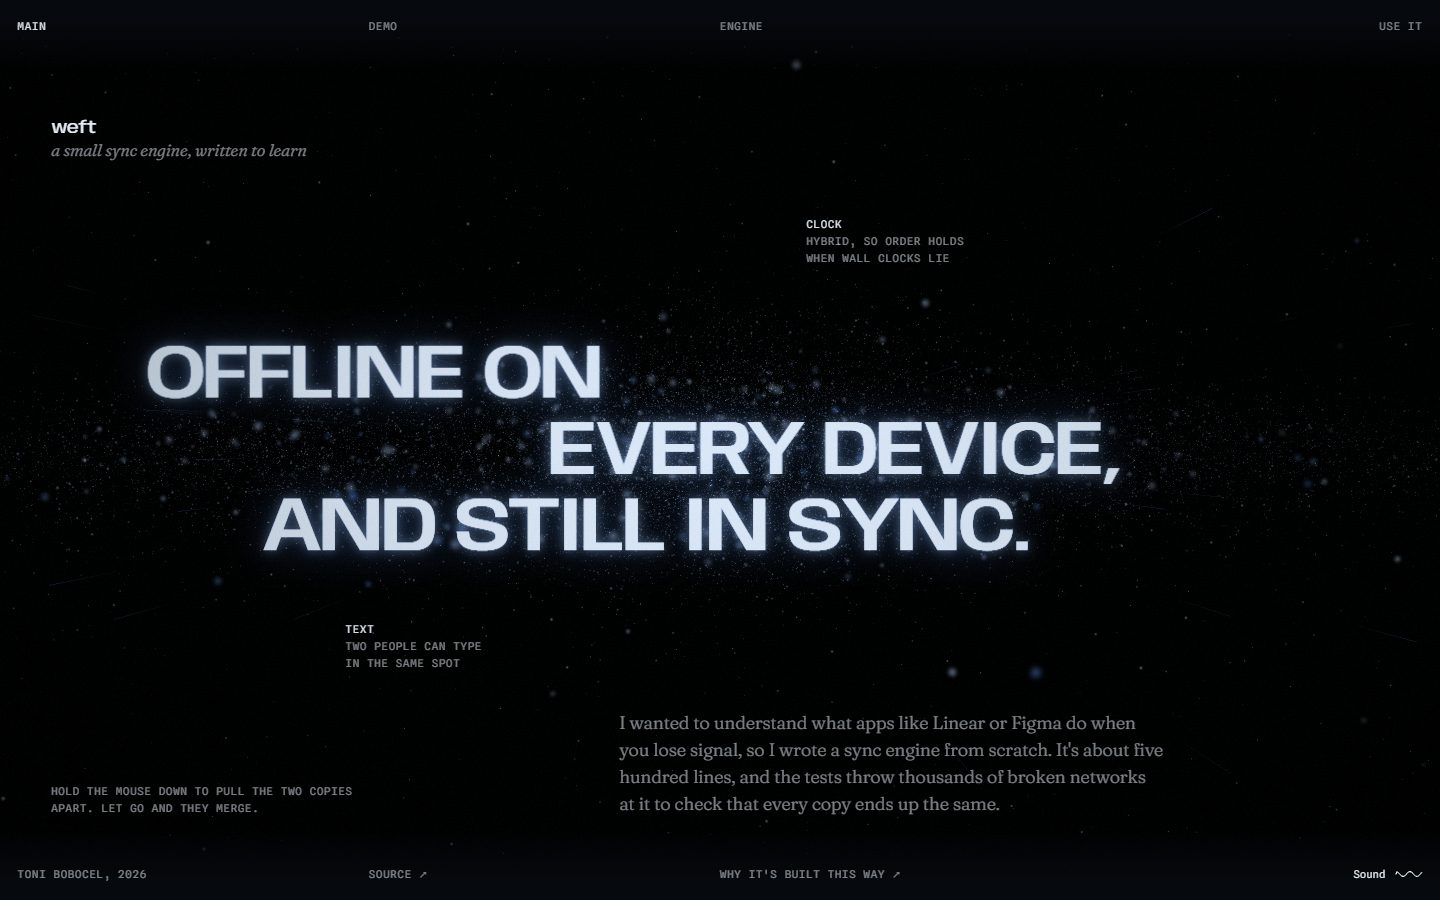 MAIN
DEMO
ENGINE
USE IT
weft
a small sync engine, written to learn
CLOCK
HYBRID, SO ORDER HOLDS
WHEN WALL CLOCKS LIE
OFFLINE ON
EVERY DEVICE,
AND STILL IN SYNC.
TEXT
TWO PEOPLE CAN TYPE
IN THE SAME SPOT
I wanted to understand what apps like Linear or Figma do when
you lose signal, so I wrote a sync engine from scratch. It's about five
hundred lines, and the tests throw thousands of broken networks
at it to check that every copy ends up the same.
HOLD THE MOUSE DOWN TO PULL THE TWO COPIES
APART. LET GO AND THEY MERGE.
TONI BOBOCEL, 2026
SOURCE ↗
WHY IT'S BUILT THIS WAY ↗
Sound